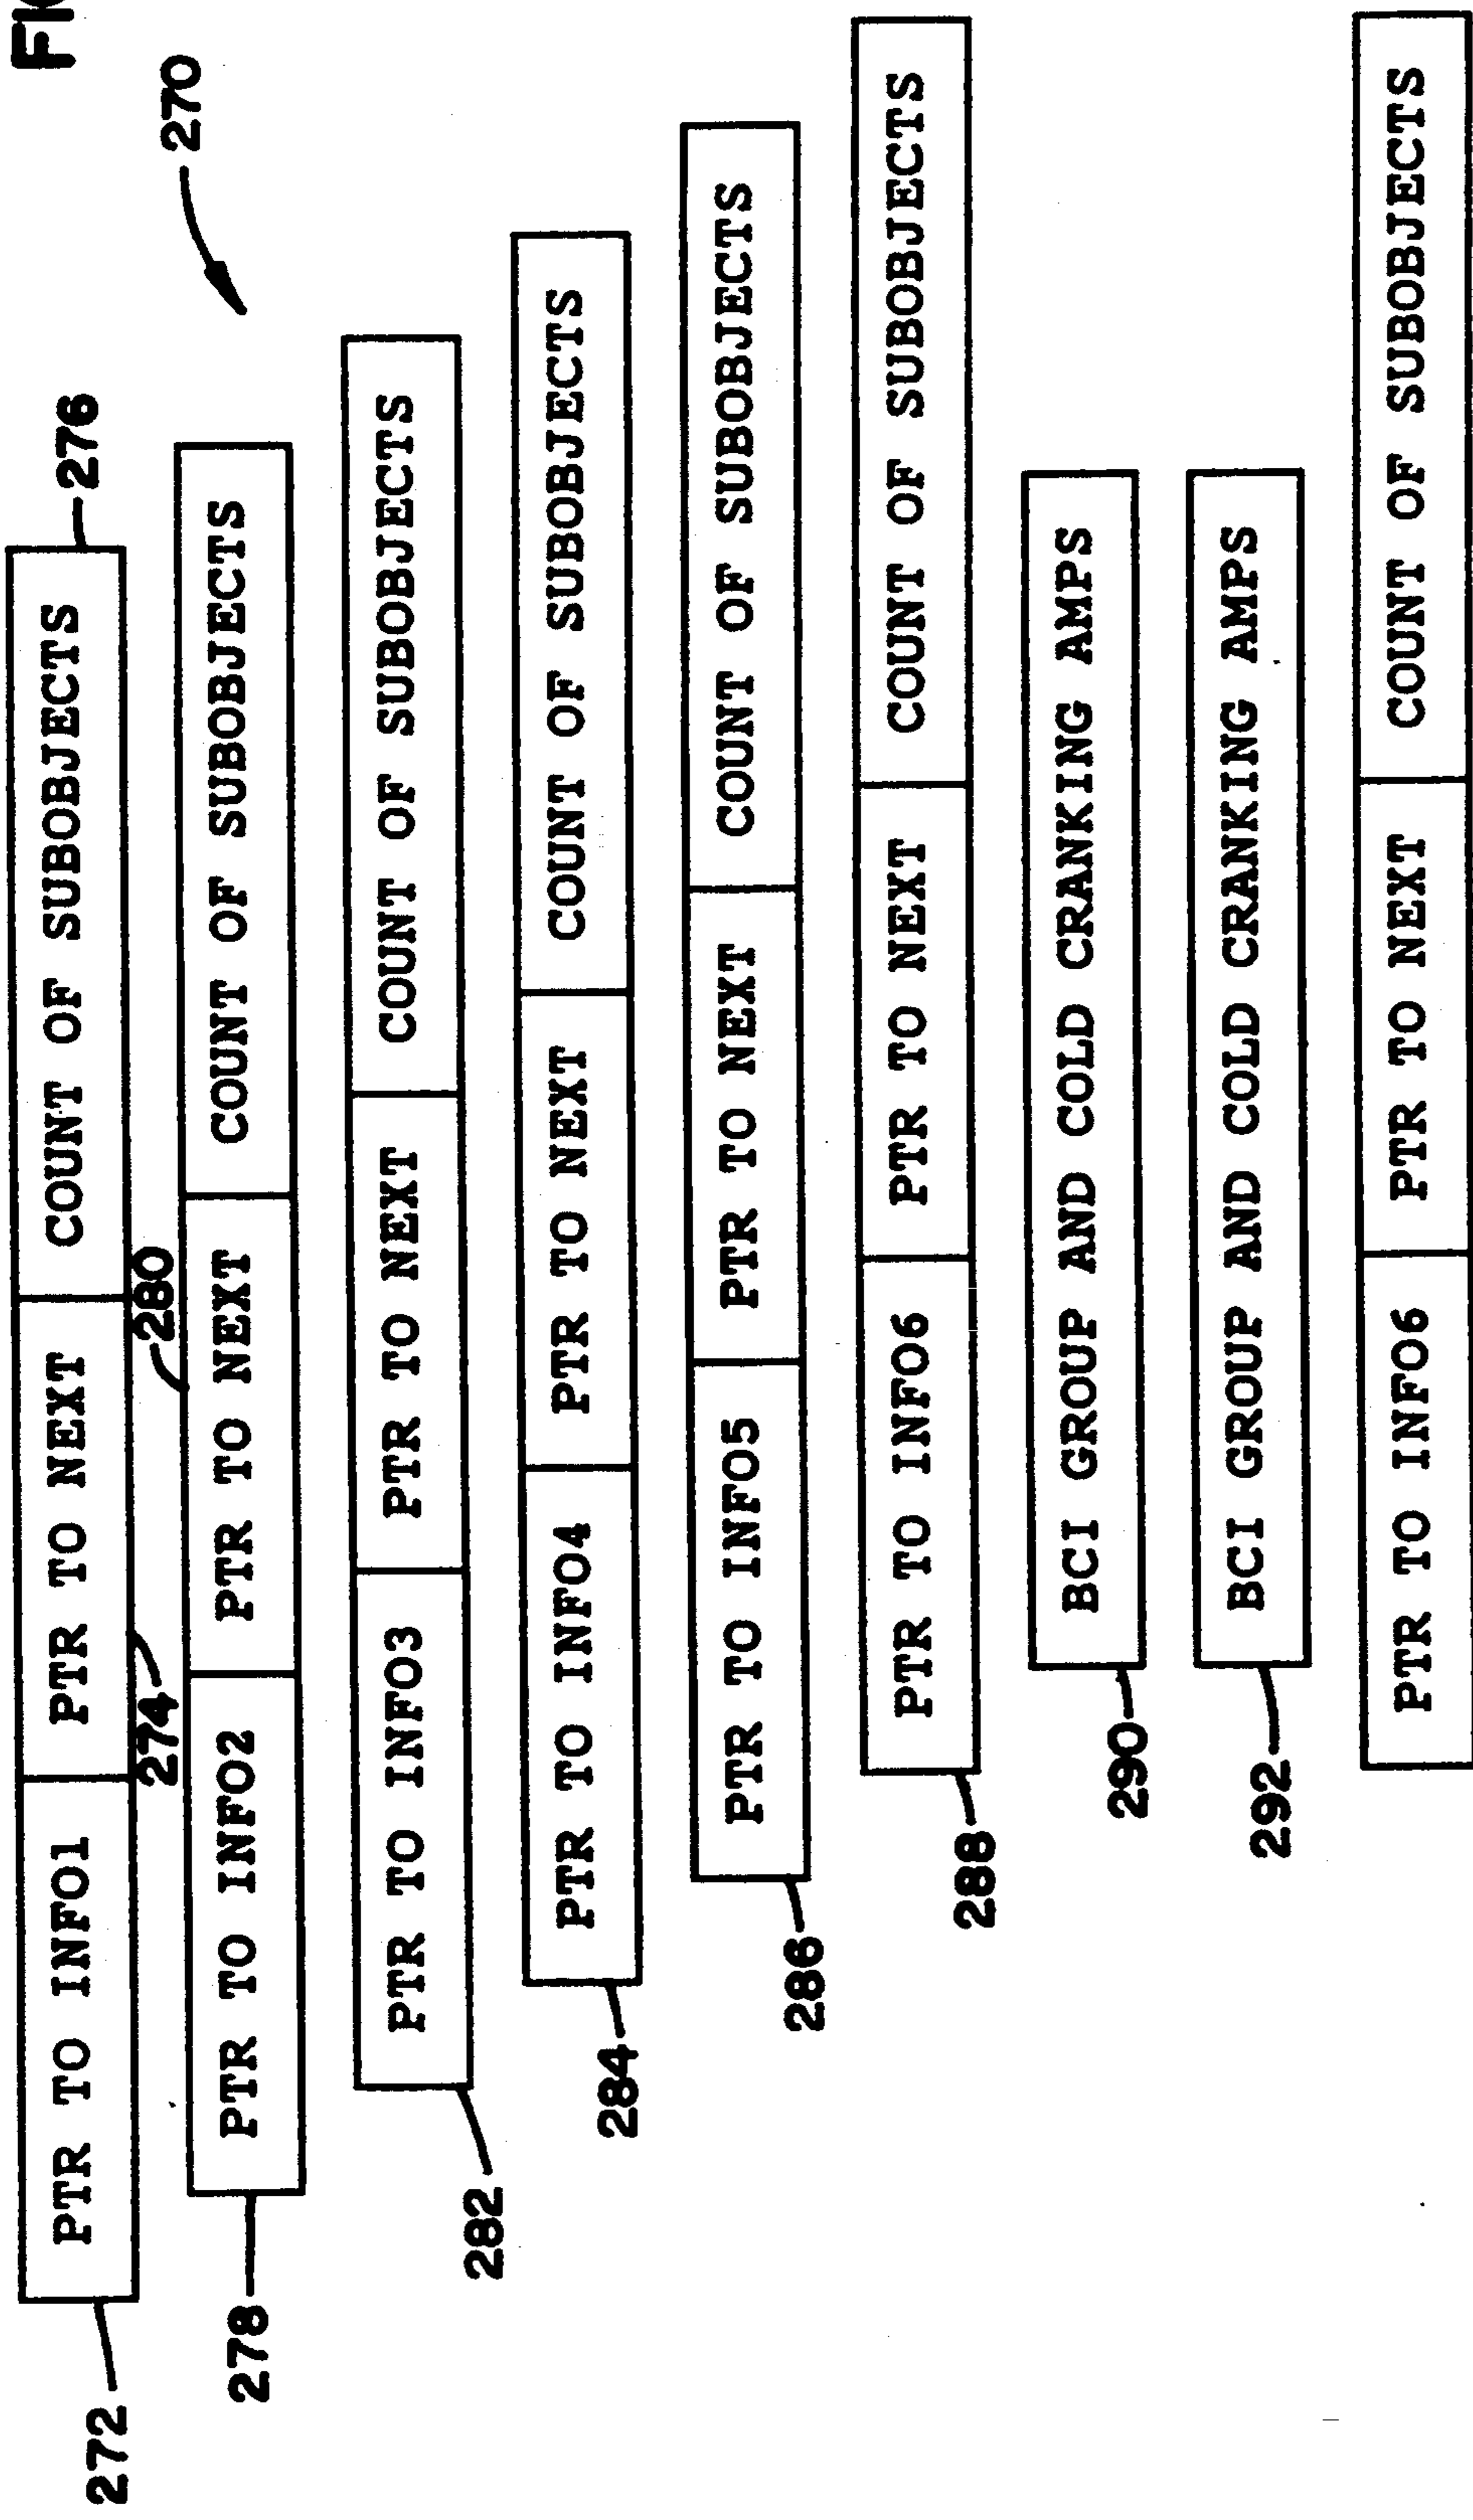 FIG
270
276
PTR TO INFO1 PTR TO NEXT COUNT OF SUBOBJECTS
272
274
280
PTR TO INFO2 PTR TO NEXT COUNT OF SUBOBJECTS
278
PTR TO INFO3 PTR TO NEXT COUNT OF SUBOBJECTS
282
PTR TO INFO4 PTR TO NEXT COUNT OF SUBOBJECTS
284
PTR TO INFO5 PTR TO NEXT COUNT OF SUBOBJECTS
286
PTR TO INFO6 PTR TO NEXT COUNT OF SUBOBJECTS
288
BCI GROUP AND COLD CRANKING AMPS
290
BCI GROUP AND COLD CRANKING AMPS
292
PTR TO INFO6 PTR TO NEXT COUNT OF SUBOBJECTS